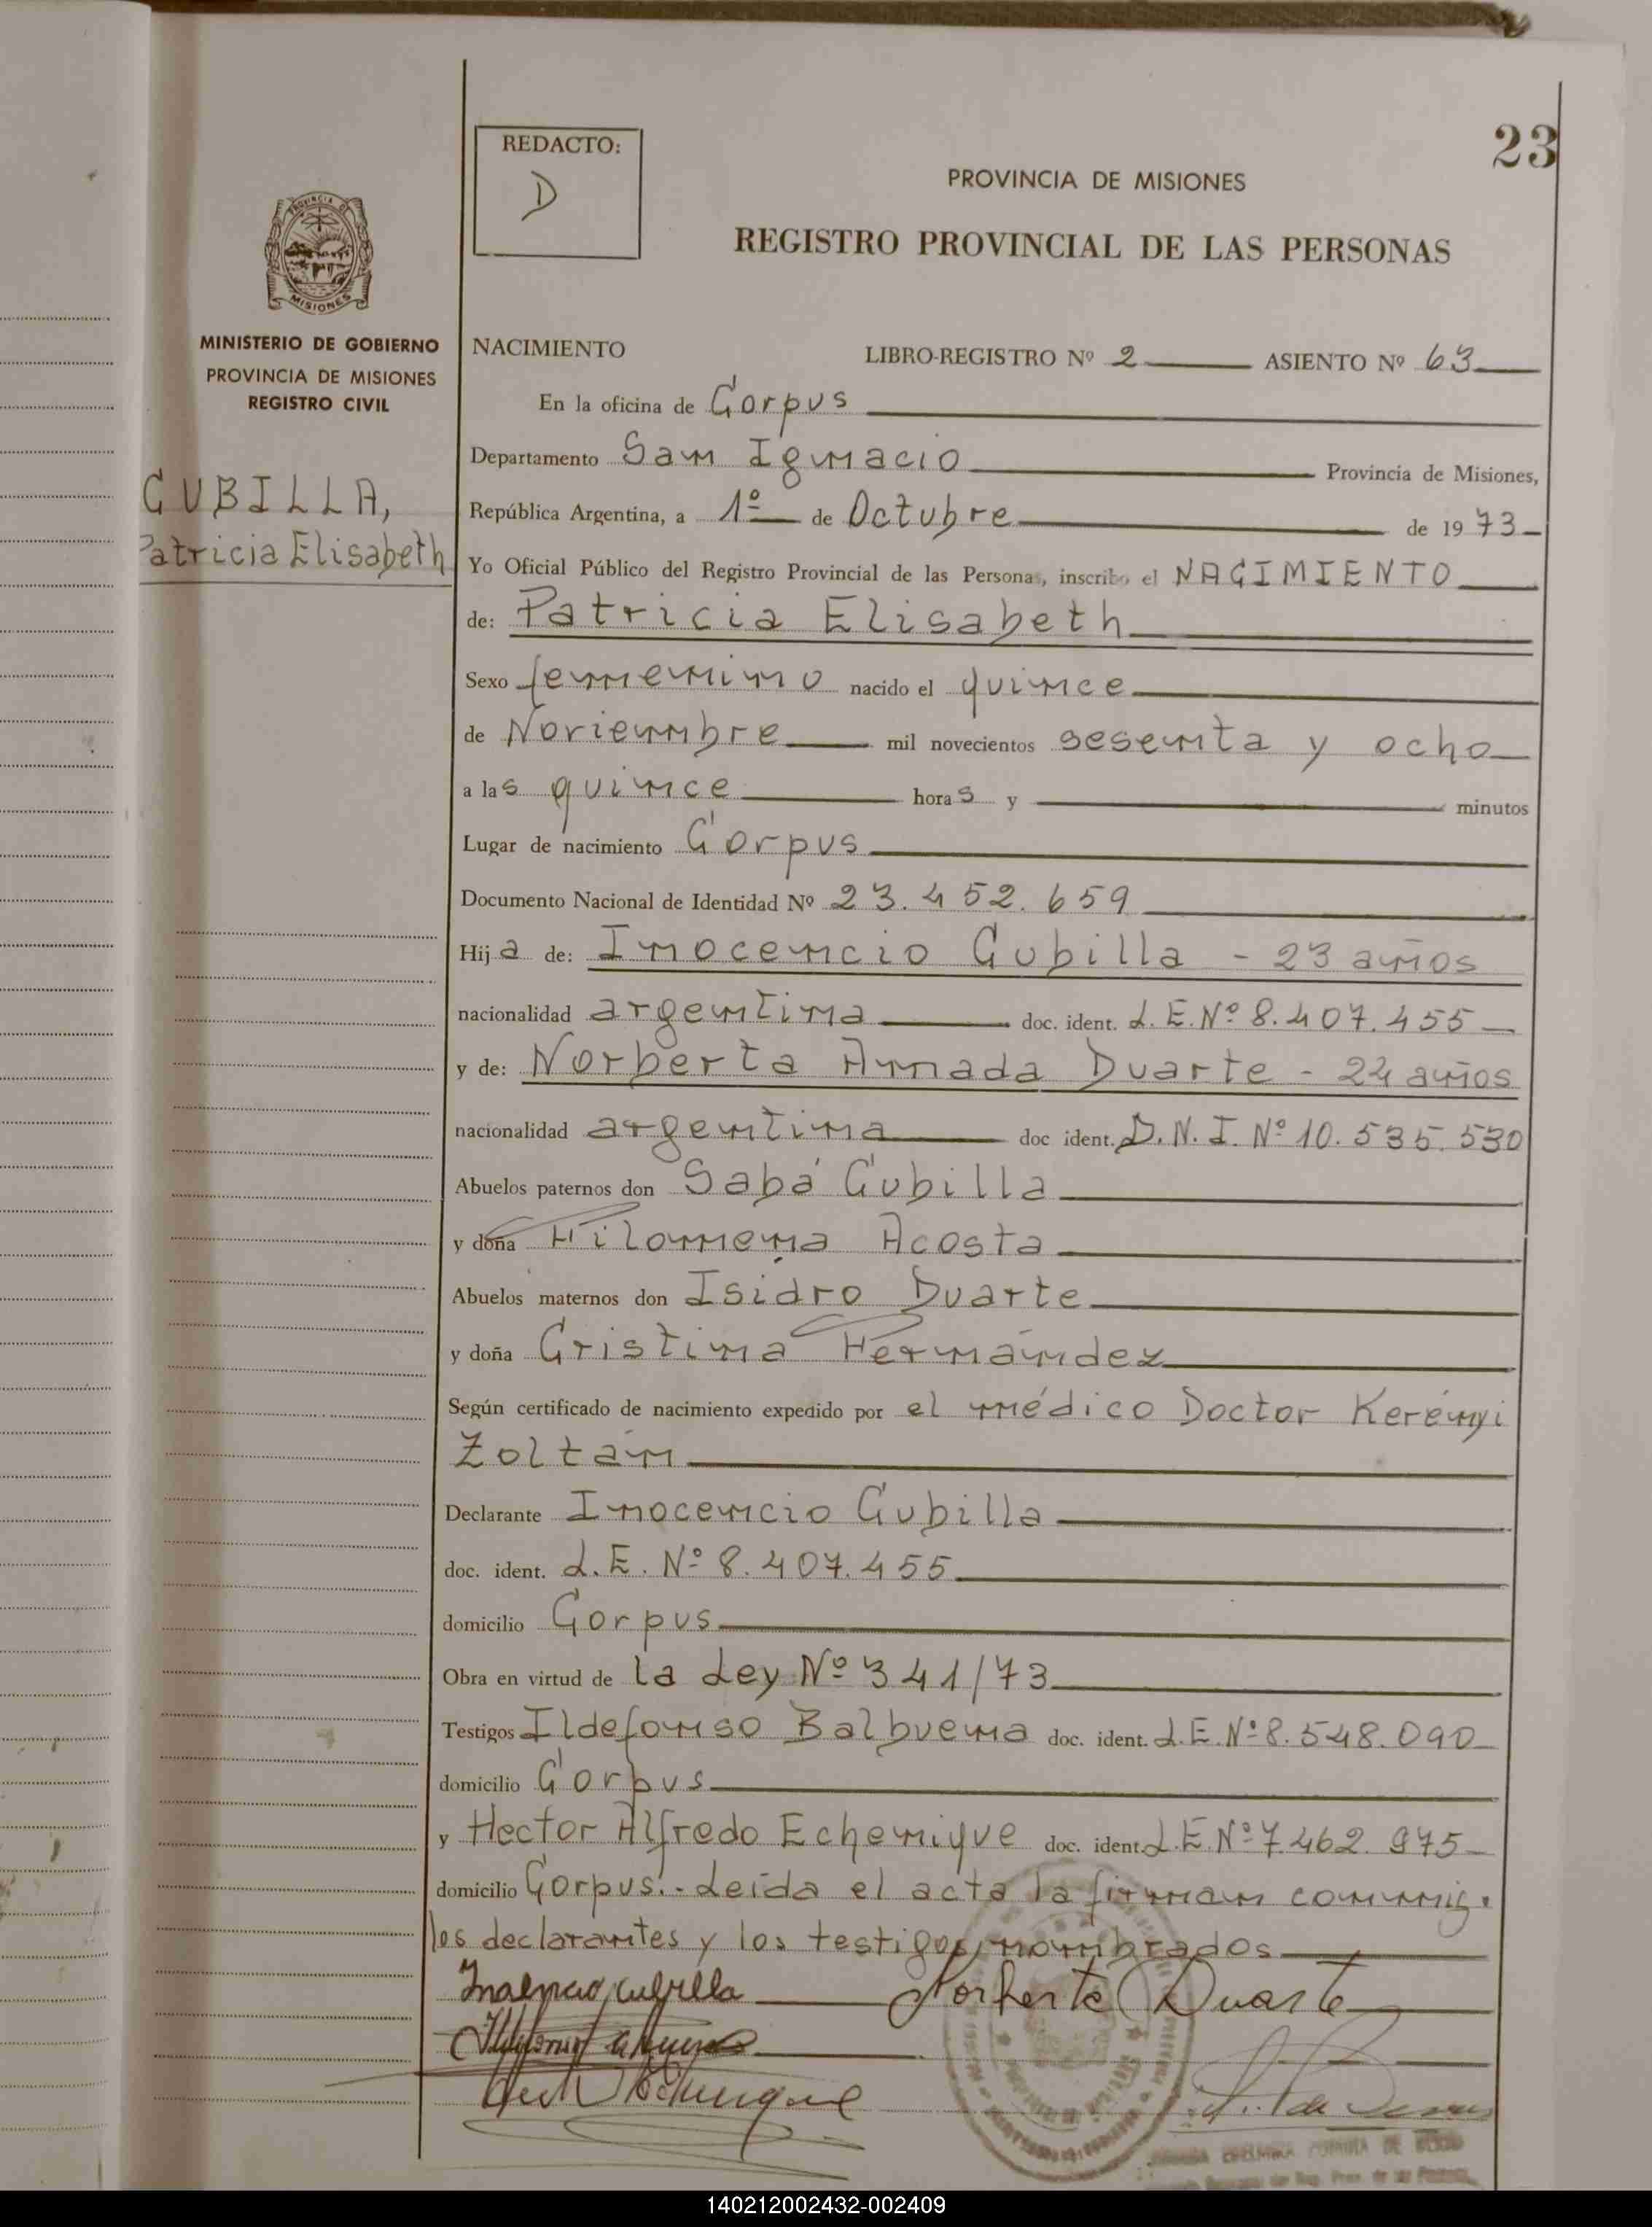 23
REDACTO:
D
PROVINCIA DE MISIONES
REGISTRO PROVINCIAL DE LAS PERSONAS
PROVINCIA DE
MISIONES
MINISTERIO DE GOBIERNO
PROVINCIA DE MISIONES
REGISTRO CIVIL
CUBILLA,
Patricia Elisabeth
NACIMIENTO LIBRO-REGISTRO Nº 2 ASIENTO Nº 63
En la oficina de Corpus
Departamento San Ignacio Provincia de Misiones,
República Argentina, a 1º de Octubre de 1973
Yo Oficial Público del Registro Provincial de las Personas, inscribo el NACIMIENTO
de: Patricia Elisabeth
Sexo femenino nacido el quince
de Noviembre mil novecientos sesenta y ocho
a las quince horas y minutos
Lugar de nacimiento Corpus
Documento Nacional de Identidad Nº 23.452.659
Hija de: Inocencio Cubilla - 23 años
nacionalidad argentina doc. ident. L.E. Nº 8.407.455
y de: Norberta Amada Duarte - 24 años
nacionalidad argentina doc ident. D.N.I. Nº 10.535.530
Abuelos paternos don Sabá Cubilla
y doña Filomena Acosta
Abuelos maternos don Isidro Duarte
y doña Cristina Fernández
Según certificado de nacimiento expedido por el médico Doctor Kerényi
Zoltán
Declarante Inocencio Cubilla
doc. ident. L.E. Nº 8.407.455
domicilio Corpus
Obra en virtud de la Ley Nº 341/73
Testigos Ildefonso Balbuena doc. ident. L.E. Nº 8.548.090
domicilio Corpus
y Hector Alfredo Echenique doc. ident. L.E. Nº 7.462.975
domicilio Corpus.- Leída el acta la firman conmigo
los declarantes y los testigos nombrados
Inocencio Cubilla Norberta Duarte
140212002432-002409